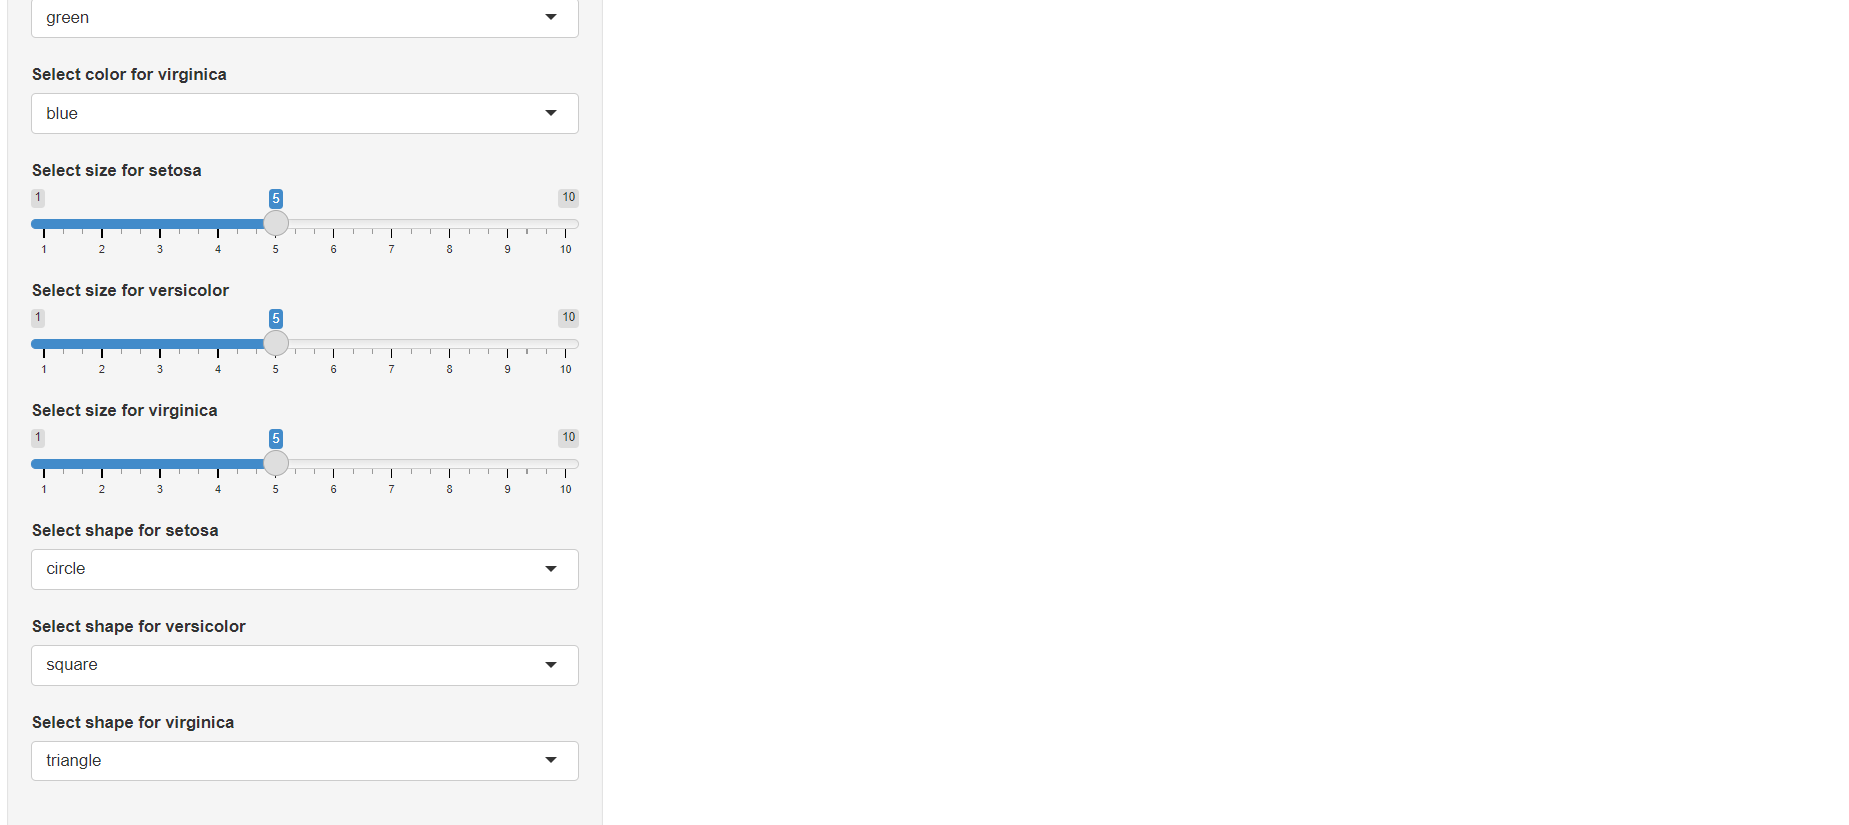 green
Select color for virginica
blue
Select size for setosa
1 5 10
1 2 3 4 5 6 7 8 9 10
Select size for versicolor
1 5 10
1 2 3 4 5 6 7 8 9 10
Select size for virginica
1 5 10
1 2 3 4 5 6 7 8 9 10
Select shape for setosa
circle
Select shape for versicolor
square
Select shape for virginica
triangle